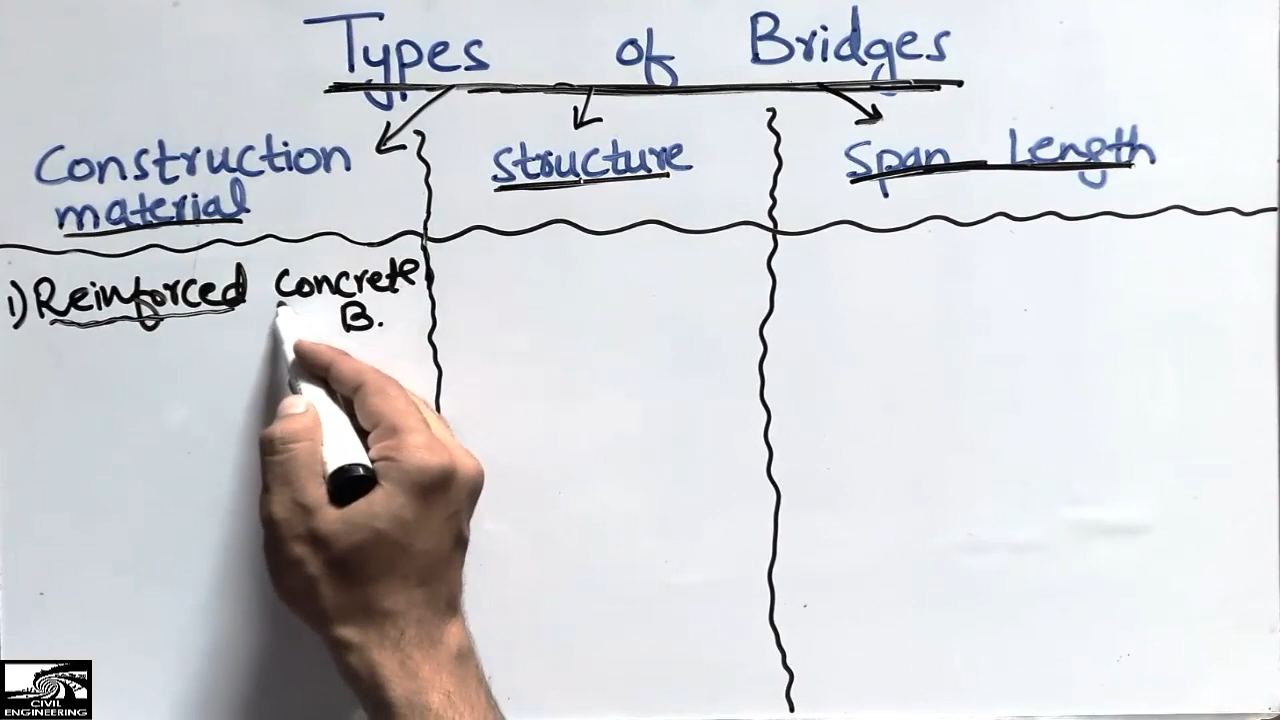 Types of Bridges
Construction
material
structure
Span Length
1) Reinforced Concrete
B.
CIVIL
ENGINEERING